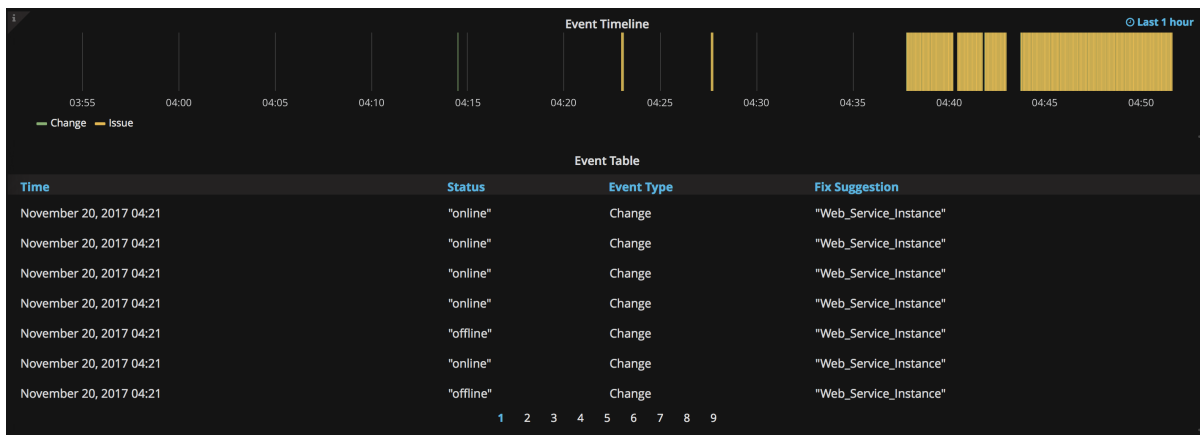 i
Event Timeline
Last 1 hour
03:55 04:00 04:05 04:10 04:15 04:20 04:25 04:30 04:35 04:40 04:45 04:50
Change Issue
Event Table
Time Status Event Type Fix Suggestion
November 20, 2017 04:21 "online" Change "Web_Service_Instance"
November 20, 2017 04:21 "online" Change "Web_Service_Instance"
November 20, 2017 04:21 "online" Change "Web_Service_Instance"
November 20, 2017 04:21 "online" Change "Web_Service_Instance"
November 20, 2017 04:21 "offline" Change "Web_Service_Instance"
November 20, 2017 04:21 "online" Change "Web_Service_Instance"
November 20, 2017 04:21 "offline" Change "Web_Service_Instance"
1 2 3 4 5 6 7 8 9